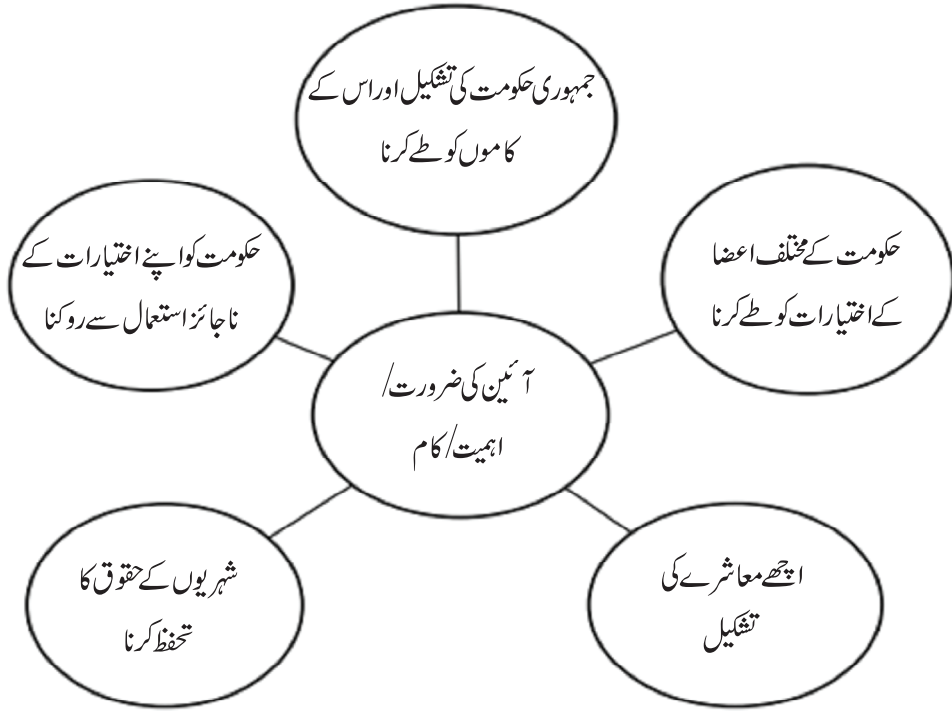 جمہوری حکومت کی تشکیل اور اس کے
کاموں کو طے کرنا
حکومت کے مختلف اعضا
کے اختیارات کو طے کرنا
حکومت کو اپنے اختیارات کے
ناجائز استعمال سے روکنا
آئین کی ضرورت/
اہمیت/کام
اچھے معاشرے کی
تشکیل
شہریوں کے حقوق کا
تحفظ کرنا